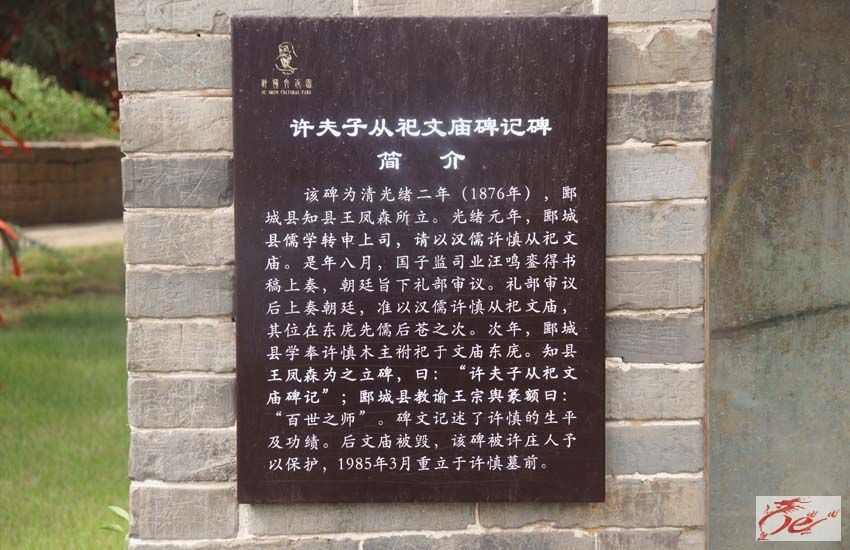 許慎文化園
XU SHEN CULTURAL PARK
许夫子从祀文庙碑记碑
简 介
该碑为清光绪二年（1876年），郾
城县知县王凤森所立。光绪元年，郾城
县儒学转申上司，请以汉儒许慎从祀文
庙。是年八月，国子监司业汪鸣銮得书
稿上奏，朝廷旨下礼部审议。礼部审议
后上奏朝廷，准以汉儒许慎从祀文庙，
其位在东庑先儒后苍之次。次年，郾城
县学奉许慎木主祔祀于文庙东庑。知县
王凤森为之立碑，曰：“许夫子从祀文
庙碑记”；郾城县教谕王宗舆篆额曰：
“百世之师”。碑文记述了许慎的生平
及功绩。后文庙被毁，该碑被许庄人予
以保护，1985年3月重立于许慎墓前。